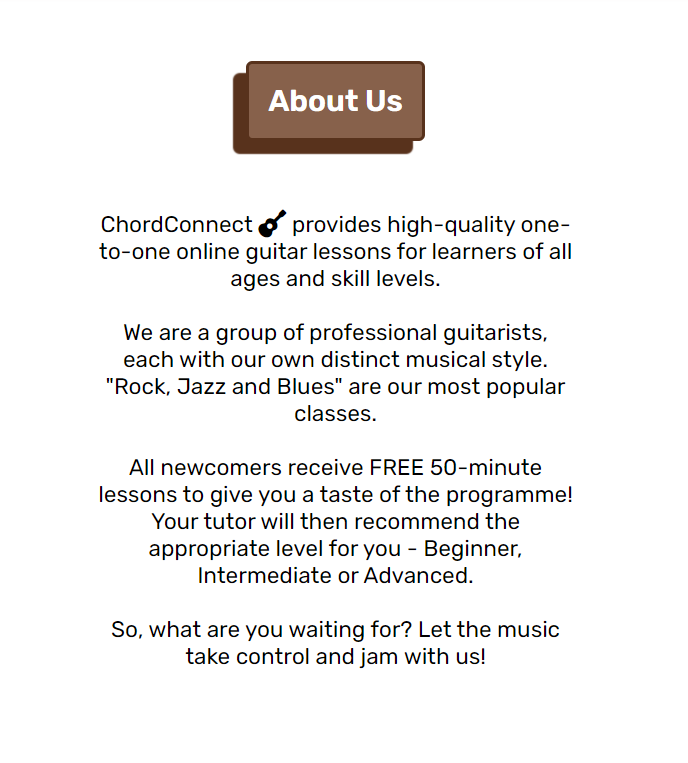 About Us
ChordConnect provides high-quality one-
to-one online guitar lessons for learners of all
ages and skill levels.
We are a group of professional guitarists,
each with our own distinct musical style.
"Rock, Jazz and Blues" are our most popular
classes.
All newcomers receive FREE 50-minute
lessons to give you a taste of the programme!
Your tutor will then recommend the
appropriate level for you - Beginner,
Intermediate or Advanced.
So, what are you waiting for? Let the music
take control and jam with us!